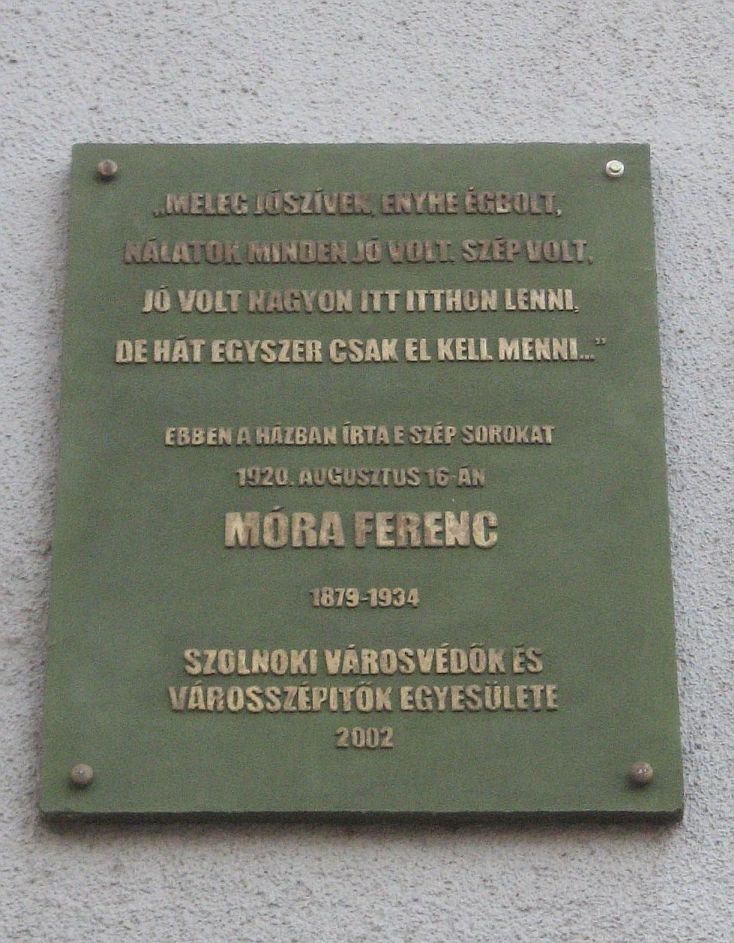 „MELEG JÓSZÍVEK, ENYHE ÉGBOLT,
NÁLATOK MINDEN JÓ VOLT. SZÉP VOLT,
JÓ VOLT NAGYON ITT ITTHON LENNI,
DE HÁT EGYSZER CSAK EL KELL MENNI...”
EBBEN A HÁZBAN ÍRTA E SZÉP SOROKAT
1920. AUGUSZTUS 16-ÁN
MÓRA FERENC
1879-1934
SZOLNOKI VÁROSVÉDŐK ÉS
VÁROSSZÉPITŐK EGYESÜLETE
2002